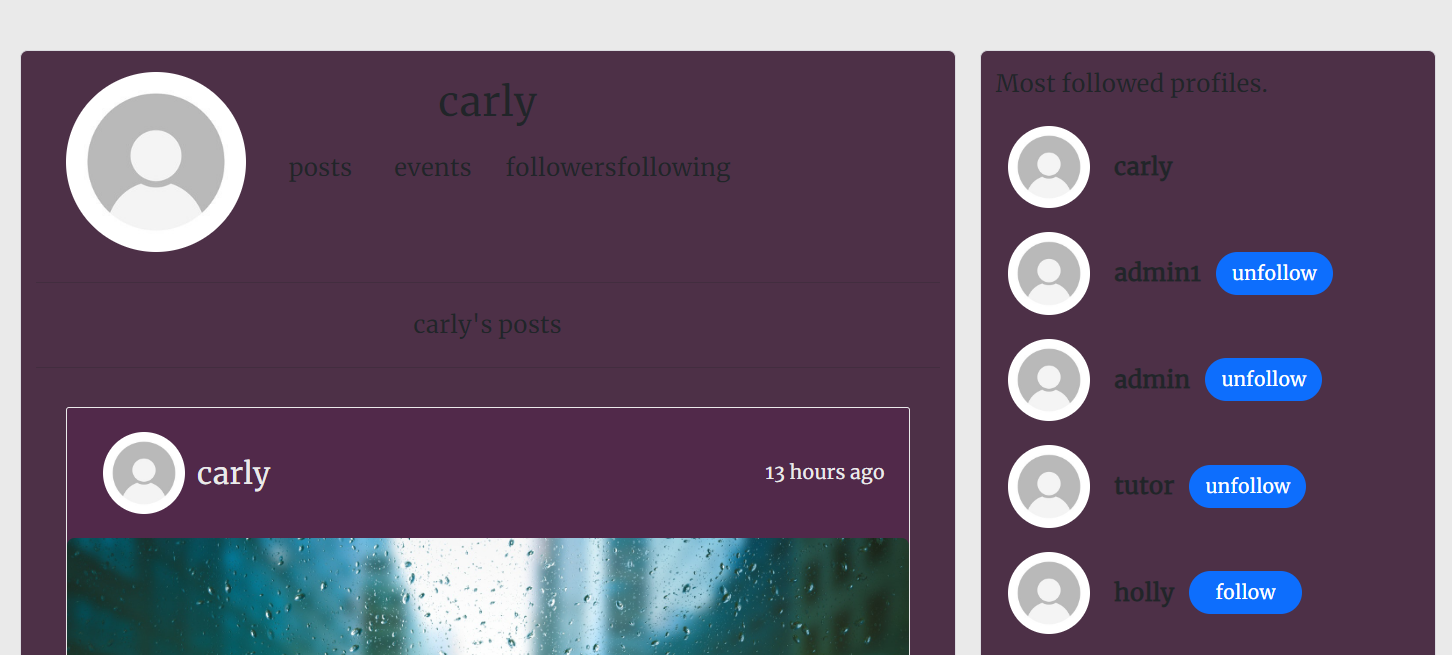 carly
posts events followersfollowing
carly's posts
carly
13 hours ago
Most followed profiles.
carly
admin1 unfollow
admin unfollow
tutor unfollow
holly follow